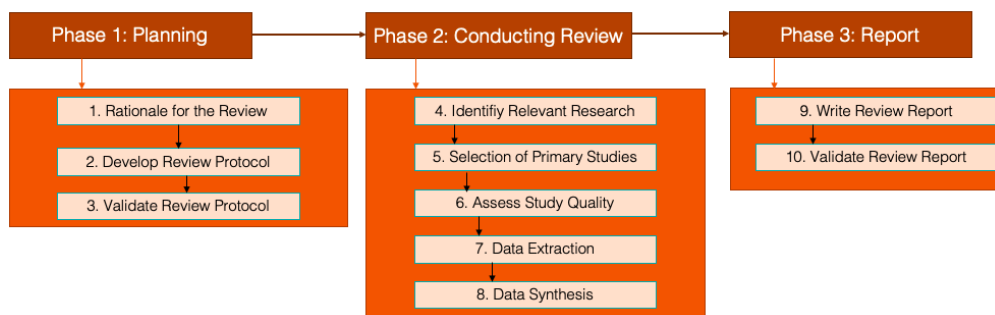 Phase 1: Planning
1. Rationale for the Review
2. Develop Review Protocol
3. Validate Review Protocol
Phase 2: Conducting Review
4. Identifiy Relevant Research
5. Selection of Primary Studies
6. Assess Study Quality
7. Data Extraction
8. Data Synthesis
Phase 3: Report
9. Write Review Report
10. Validate Review Report